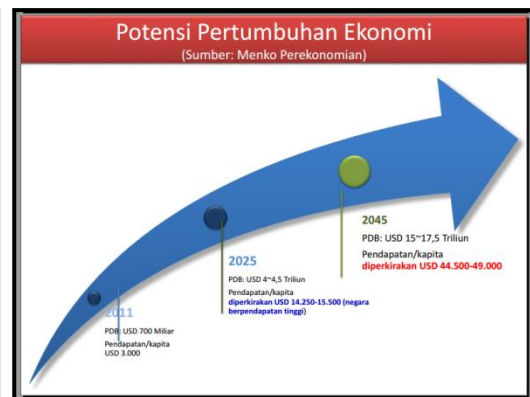 Potensi Pertumbuhan Ekonomi
(Sumber: Menko Perekonomian)
2011
PDB: USD 700 Miliar
Pendapatan/kapita
USD 3.000
2025
PDB: USD 4~4,5 Triliun
Pendapatan/kapita
diperkirakan USD 14.250-15.500 (negara
berpendapatan tinggi)
2045
PDB: USD 15~17,5 Triliun
Pendapatan/kapita
diperkirakan USD 44.500-49.000